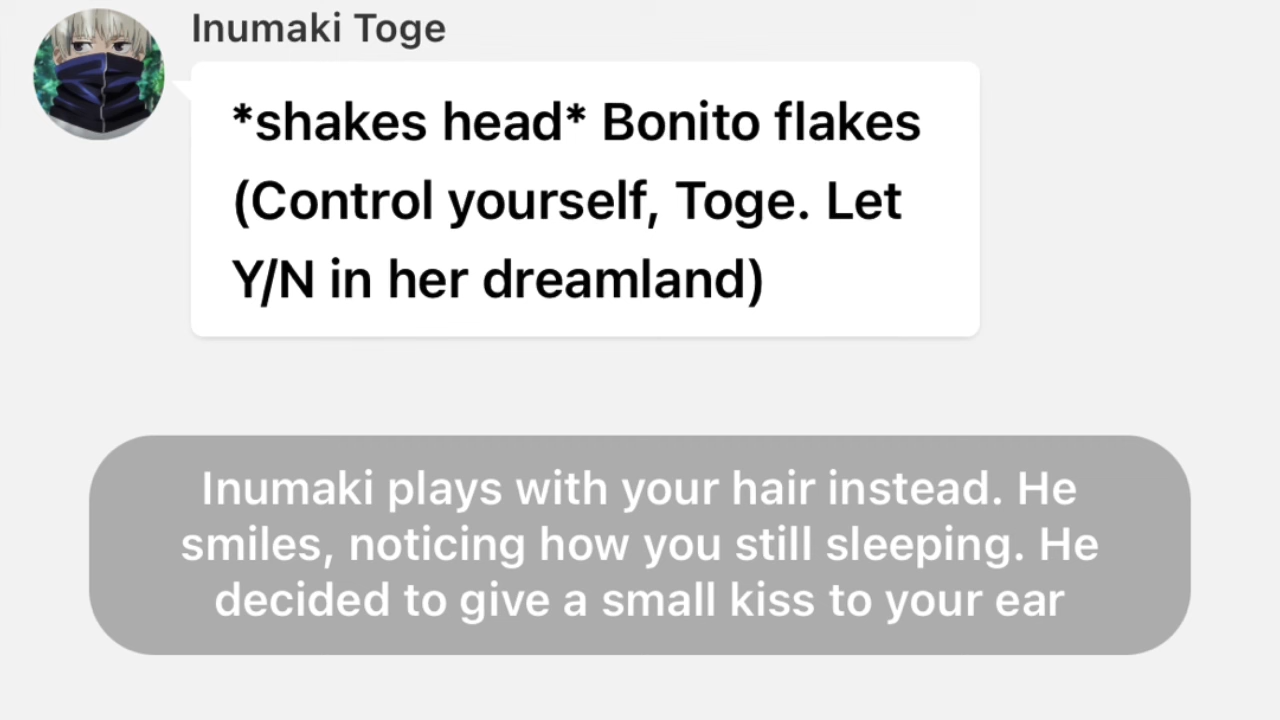 Inumaki Toge
*shakes head* Bonito flakes
(Control yourself, Toge. Let
Y/N in her dreamland)
Inumaki plays with your hair instead. He
smiles, noticing how you still sleeping. He
decided to give a small kiss to your ear